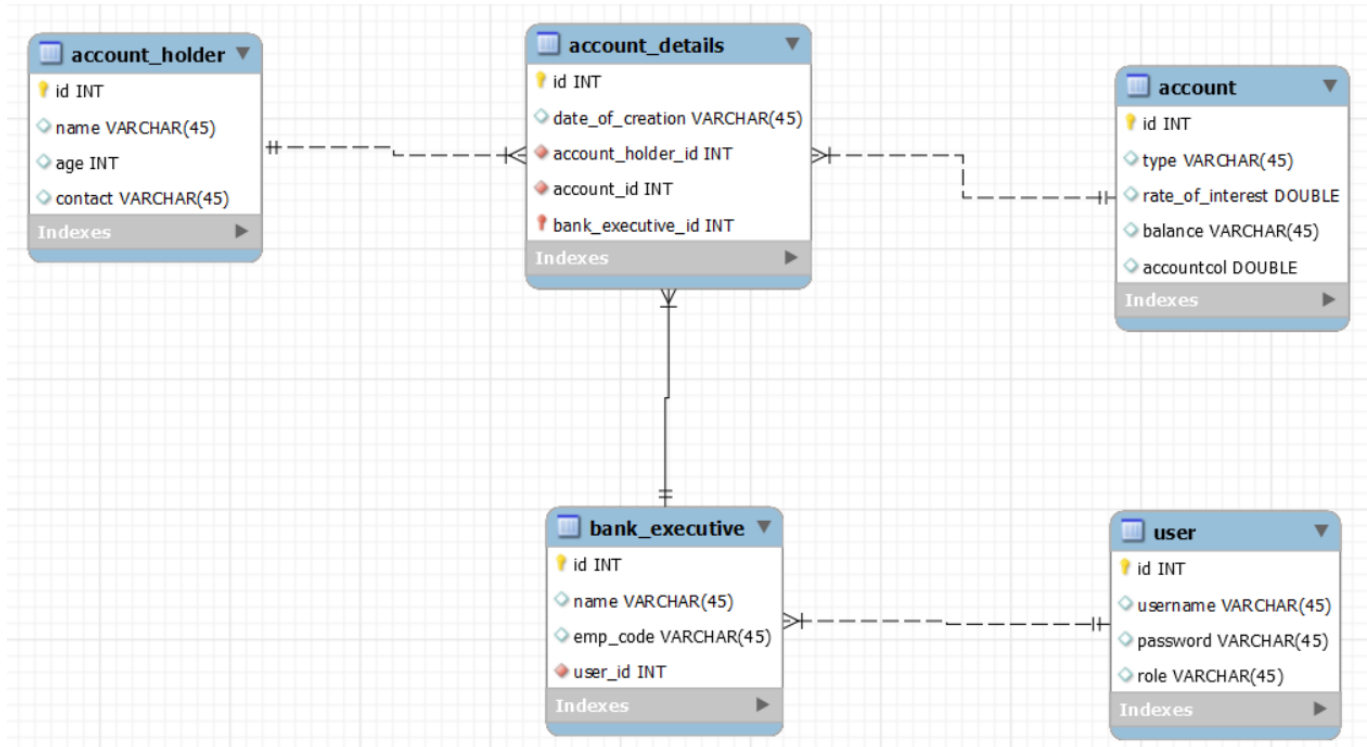 account_holder
id INT
name VARCHAR(45)
age INT
contact VARCHAR(45)
Indexes
account_details
id INT
date_of_creation VARCHAR(45)
account_holder_id INT
account_id INT
bank_executive_id INT
Indexes
account
id INT
type VARCHAR(45)
rate_of_interest DOUBLE
balance VARCHAR(45)
accountcol DOUBLE
Indexes
bank_executive
id INT
name VARCHAR(45)
emp_code VARCHAR(45)
user_id INT
Indexes
user
id INT
username VARCHAR(45)
password VARCHAR(45)
role VARCHAR(45)
Indexes